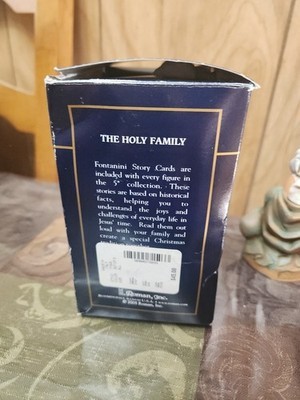 THE HOLY FAMILY
Fontanini Story Cards are
included with every figure in
the 5" collection. These
stories are based on historical
facts, helping you to
understand the joys and
challenges of everyday life in
Jesus' time. Read them out
loud with your family and
create a special Christmas
Roman, Inc.